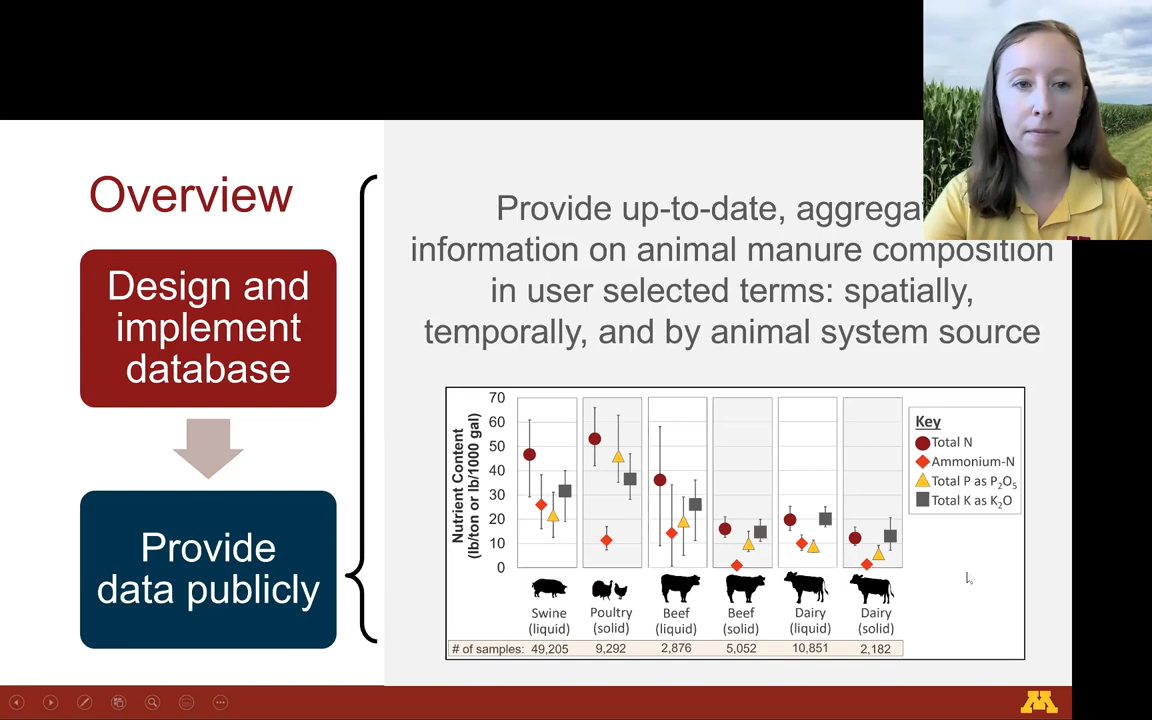 Overview
Design and
implement
database
Provide
data publicly
Provide up-to-date,
information on animal manure composition
in user selected terms: spatially,
temporally, and by animal system source
Nutrient Content
(lb/ton or lb/1000 gal)
70
60
50
40
30
20
10
0
Key
Total N
Ammonium-N
Total P as P₂O₅
Total K as K₂O
Swine
(liquid)
Poultry
(solid)
Beef
(liquid)
Beef
(solid)
Dairy
(liquid)
Dairy
(solid)
# of samples: 49,205 9,292 2,876 5,052 10,851 2,182
M